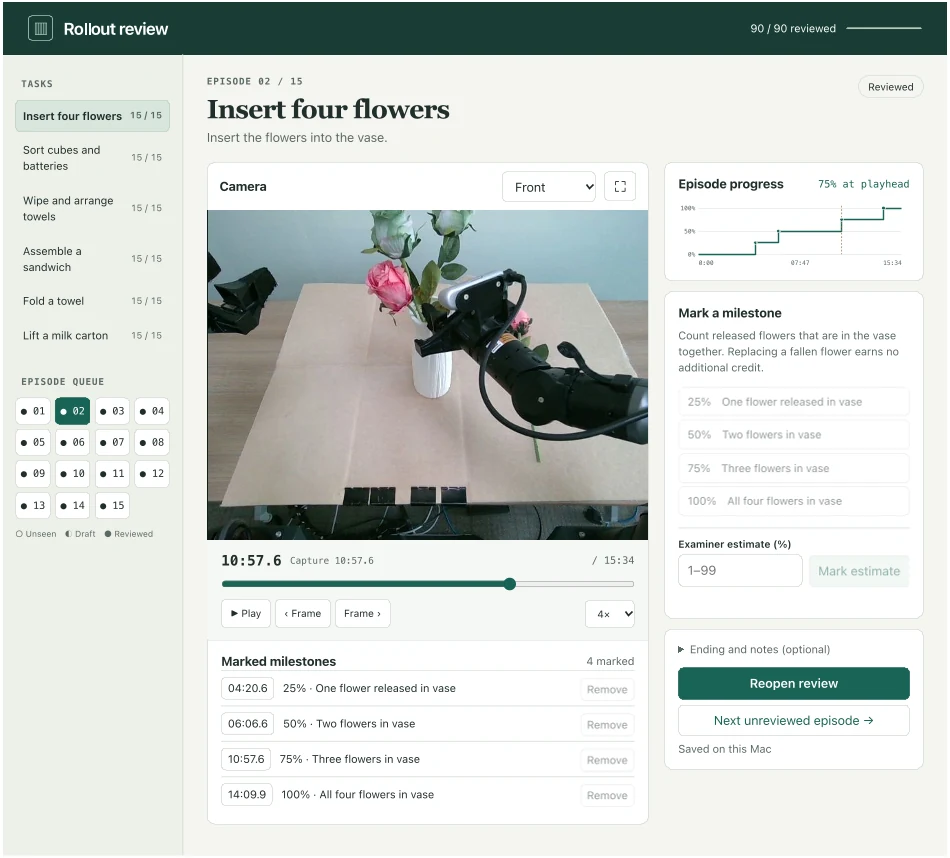 Rollout review
90 / 90 reviewed
TASKS
Insert four flowers 15 / 15
Sort cubes and
batteries
15 / 15
Wipe and arrange
towels
15 / 15
Assemble a
sandwich
15 / 15
Fold a towel 15 / 15
Lift a milk carton 15 / 15
EPISODE QUEUE
01 02 03 04
05 06 07 08
09 10 11 12
13 14 15
Unseen Draft Reviewed
EPISODE 02 / 15
Insert four flowers
Insert the flowers into the vase.
Reviewed
Camera
Front
10:57.6 Capture 10:57.6 / 15:34
Play ‹ Frame Frame › 4×
Marked milestones 4 marked
04:20.6 25% · One flower released in vase Remove
06:06.6 50% · Two flowers in vase Remove
10:57.6 75% · Three flowers in vase Remove
14:09.9 100% · All four flowers in vase Remove
Episode progress 75% at playhead
100%
50%
0%
0:00 07:47 15:34
Mark a milestone
Count released flowers that are in the vase
together. Replacing a fallen flower earns no
additional credit.
25% One flower released in vase
50% Two flowers in vase
75% Three flowers in vase
100% All four flowers in vase
Examiner estimate (%)
1–99 Mark estimate
Ending and notes (optional)
Reopen review
Next unreviewed episode →
Saved on this Mac